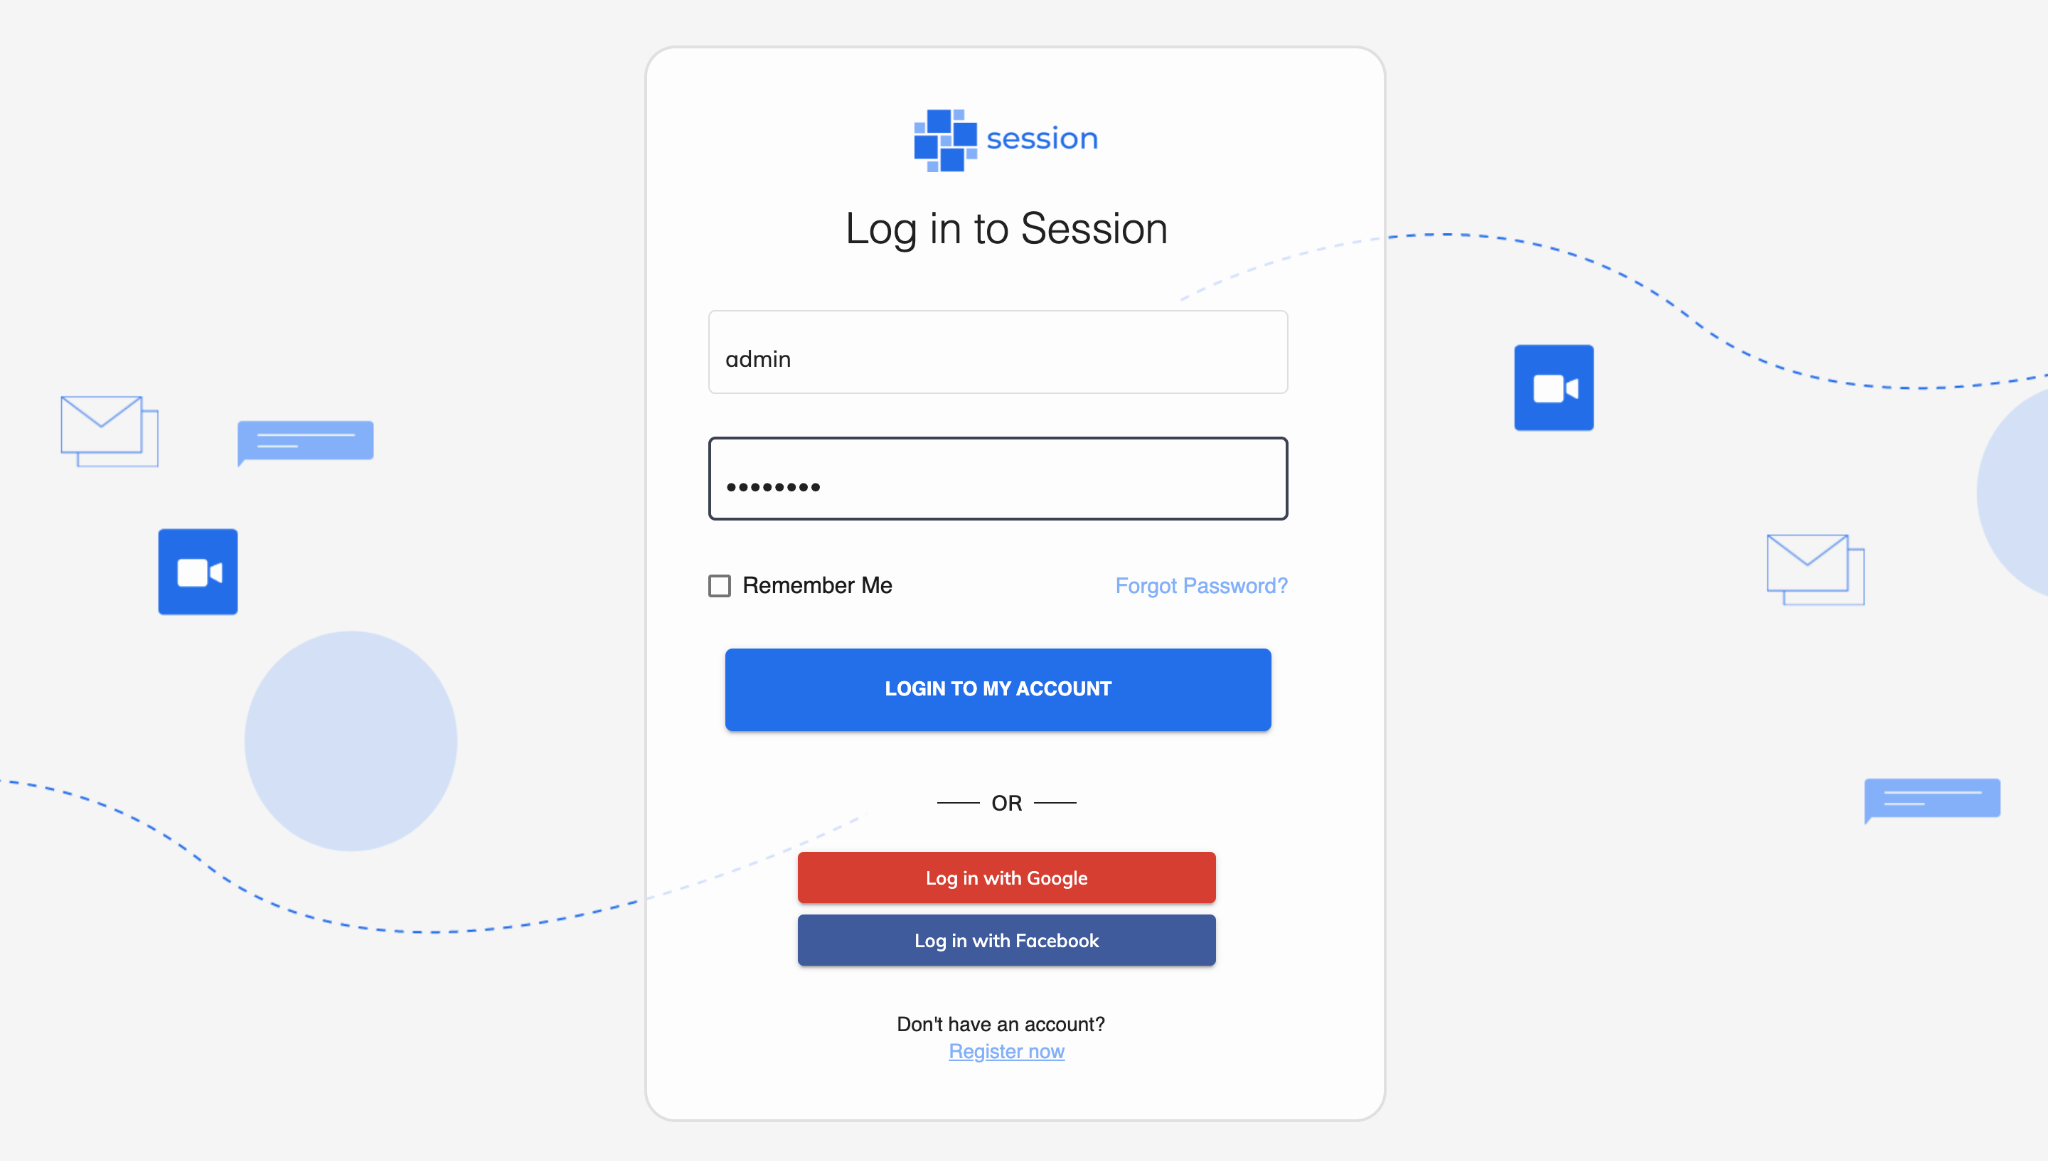 session
Log in to Session
admin
••••••••
Remember Me
Forgot Password?
LOGIN TO MY ACCOUNT
OR
Log in with Google
Log in with Facebook
Don't have an account?
Register now